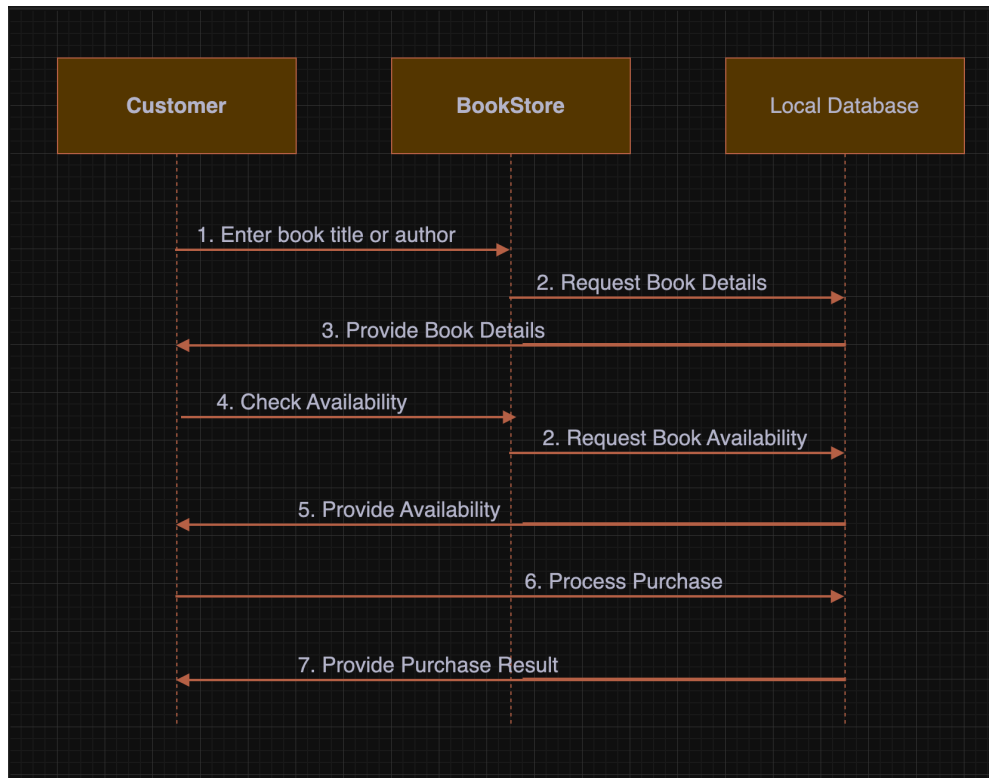 Customer
BookStore
Local Database
1. Enter book title or author
2. Request Book Details
3. Provide Book Details
4. Check Availability
2. Request Book Availability
5. Provide Availability
6. Process Purchase
7. Provide Purchase Result